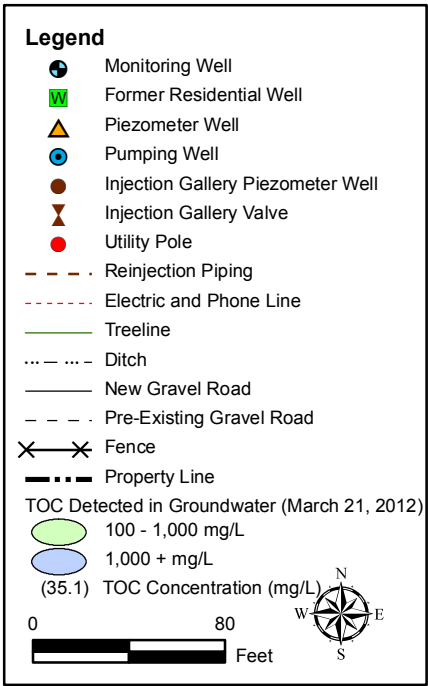 Legend
Monitoring Well
W Former Residential Well
Piezometer Well
Pumping Well
Injection Gallery Piezometer Well
Injection Gallery Valve
Utility Pole
Reinjection Piping
Electric and Phone Line
Treeline
Ditch
New Gravel Road
Pre-Existing Gravel Road
Fence
Property Line
TOC Detected in Groundwater (March 21, 2012)
100 - 1,000 mg/L
1,000 + mg/L
(35.1) TOC Concentration (mg/L)
N
W E
S
0 80
Feet